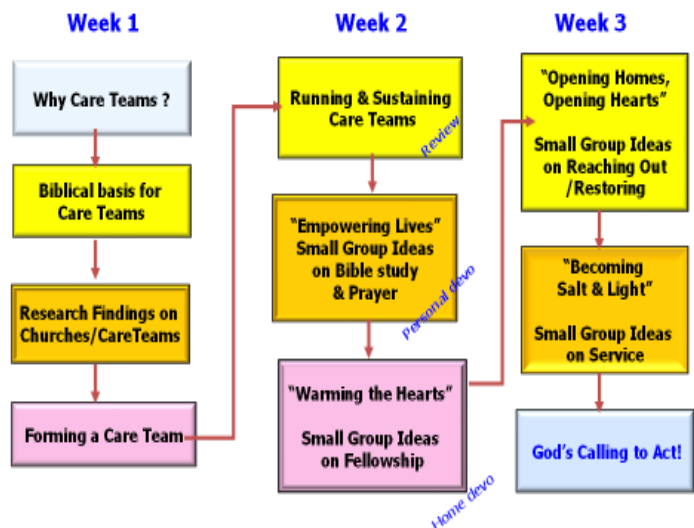 Week 1
Why Care Teams ?
Biblical basis for
Care Teams
Research Findings on
Churches/CareTeams
Forming a Care Team
Week 2
Running & Sustaining
Care Teams
Review
"Empowering Lives"
Small Group Ideas
on Bible study
& Prayer
Personal devo
"Warming the Hearts"
Small Group Ideas
on Fellowship
Home devo
Week 3
"Opening Homes,
Opening Hearts"
Small Group Ideas
on Reaching Out
/Restoring
"Becoming
Salt & Light"
Small Group Ideas
on Service
God's Calling to Act!